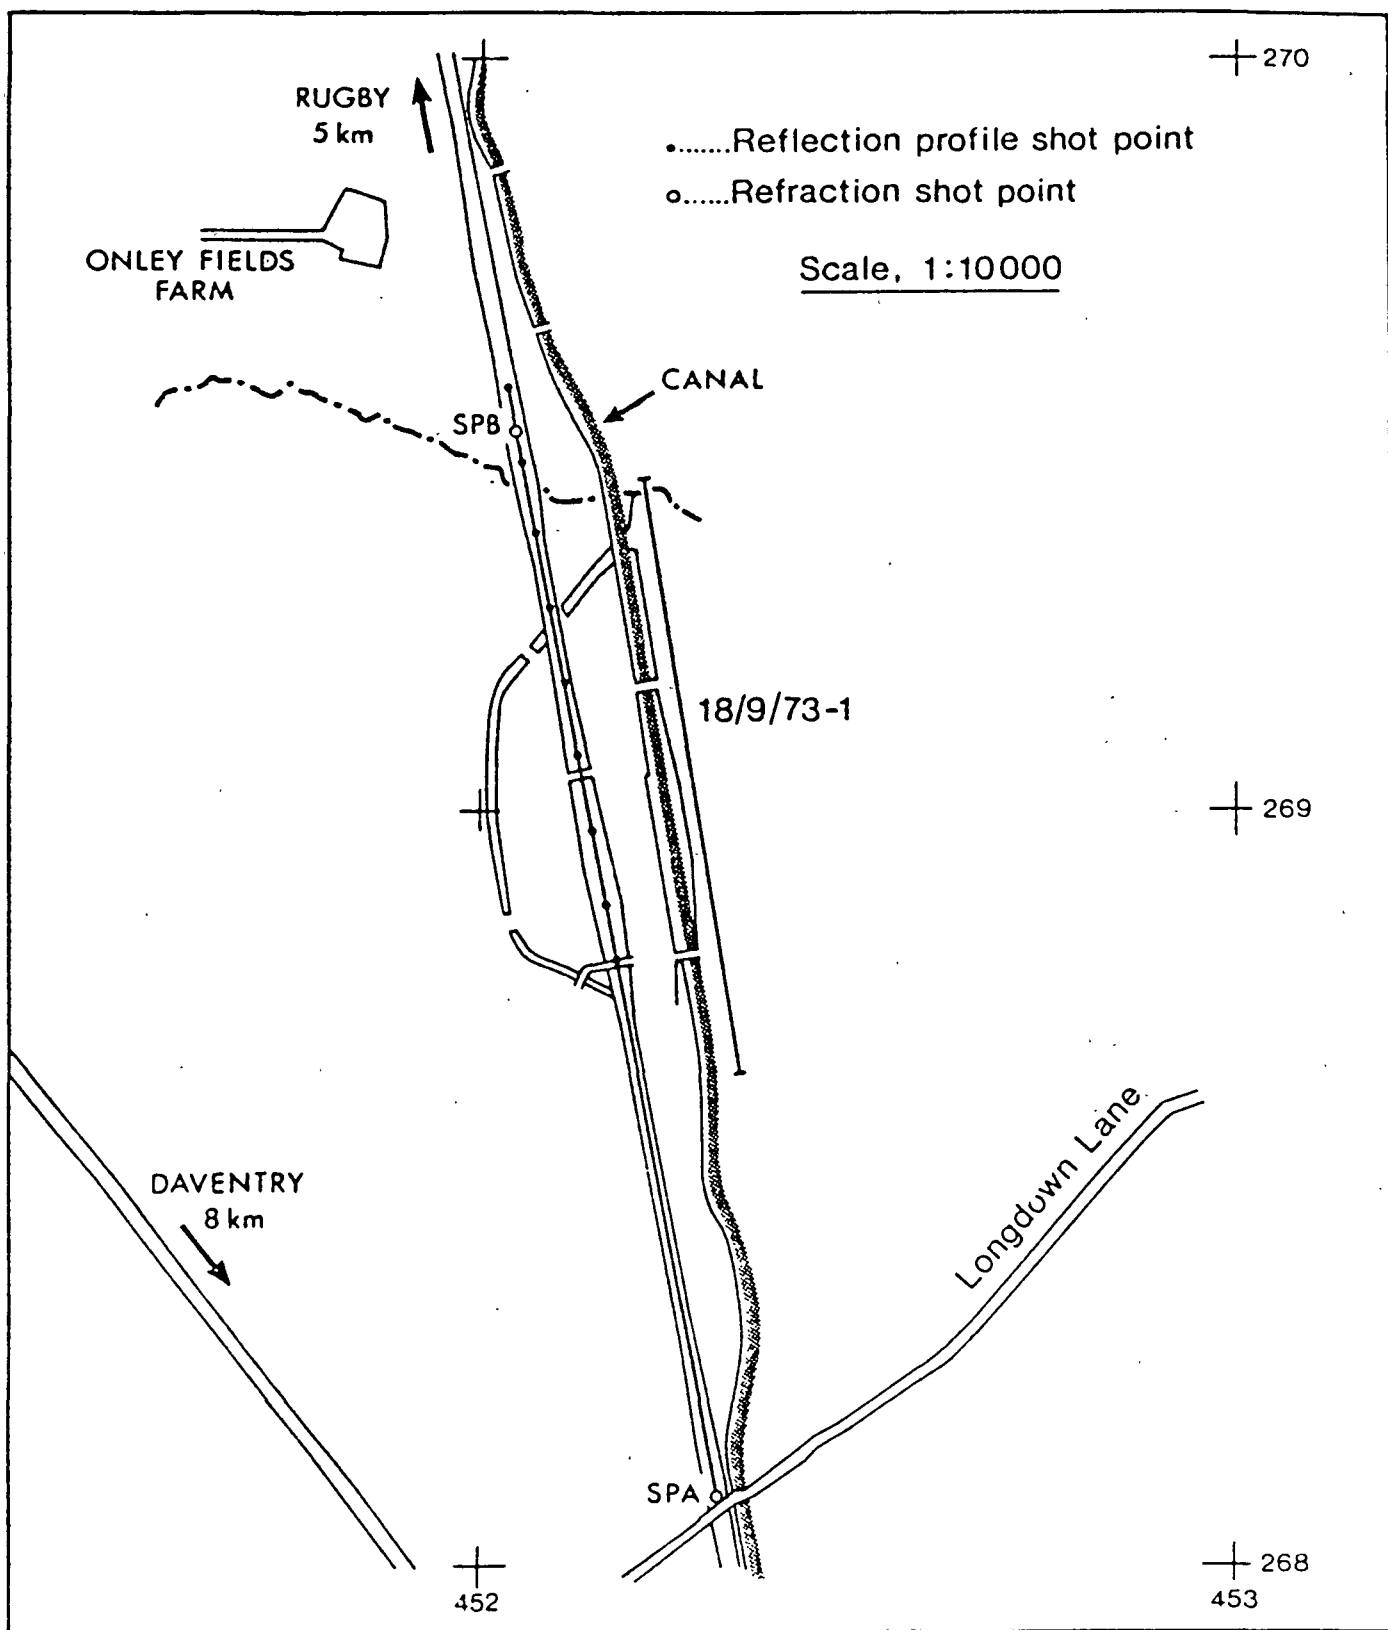 270
RUGBY
5 km
•.......Reflection profile shot point
o......Refraction shot point
ONLEY FIELDS
FARM
Scale, 1:10000
CANAL
SPB
18/9/73-1
269
Longdown Lane
DAVENTRY
8 km
SPA
268
452
453